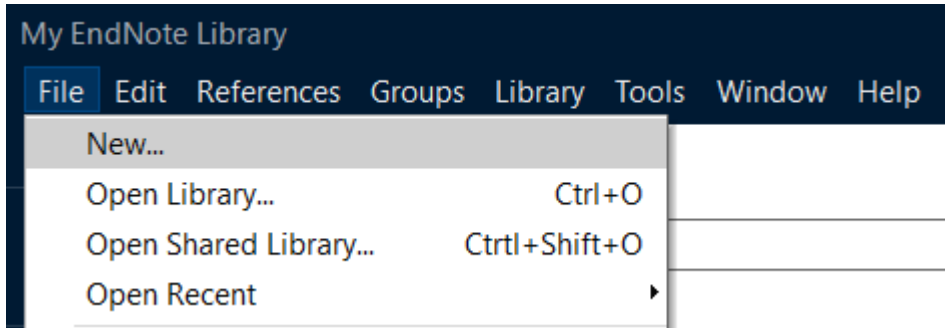 My EndNote Library
File Edit References Groups Library Tools Window Help
New...
Open Library... Ctrl+O
Open Shared Library... Ctrtl+Shift+O
Open Recent